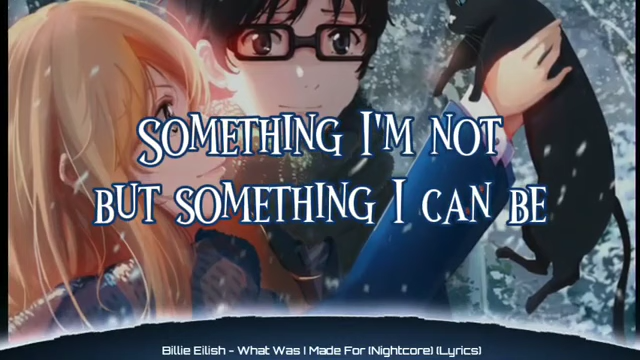 Something I'm not
but something I can be
Billie Eilish - What Was I Made For (Nightcore) (Lyrics)